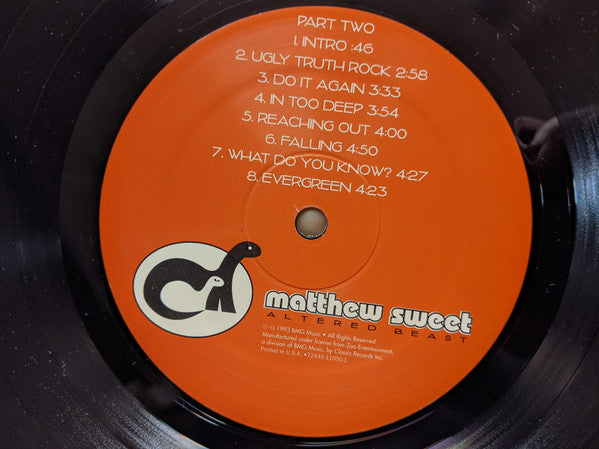 PART TWO
1. INTRO :46
2. UGLY TRUTH ROCK 2:58
3. DO IT AGAIN 3:33
4. IN TOO DEEP 3:54
5. REACHING OUT 4:00
6. FALLING 4:50
7. WHAT DO YOU KNOW? 4:27
8. EVERGREEN 4:23
matthew sweet
ALTERED BEAST
1993 BMG Music • All Rights Reserved
Manufactured under license from Zoo Entertainment,
a division of BMG Music, by Classic Records Inc.
Printed in U.S.A. •72445-11050-1